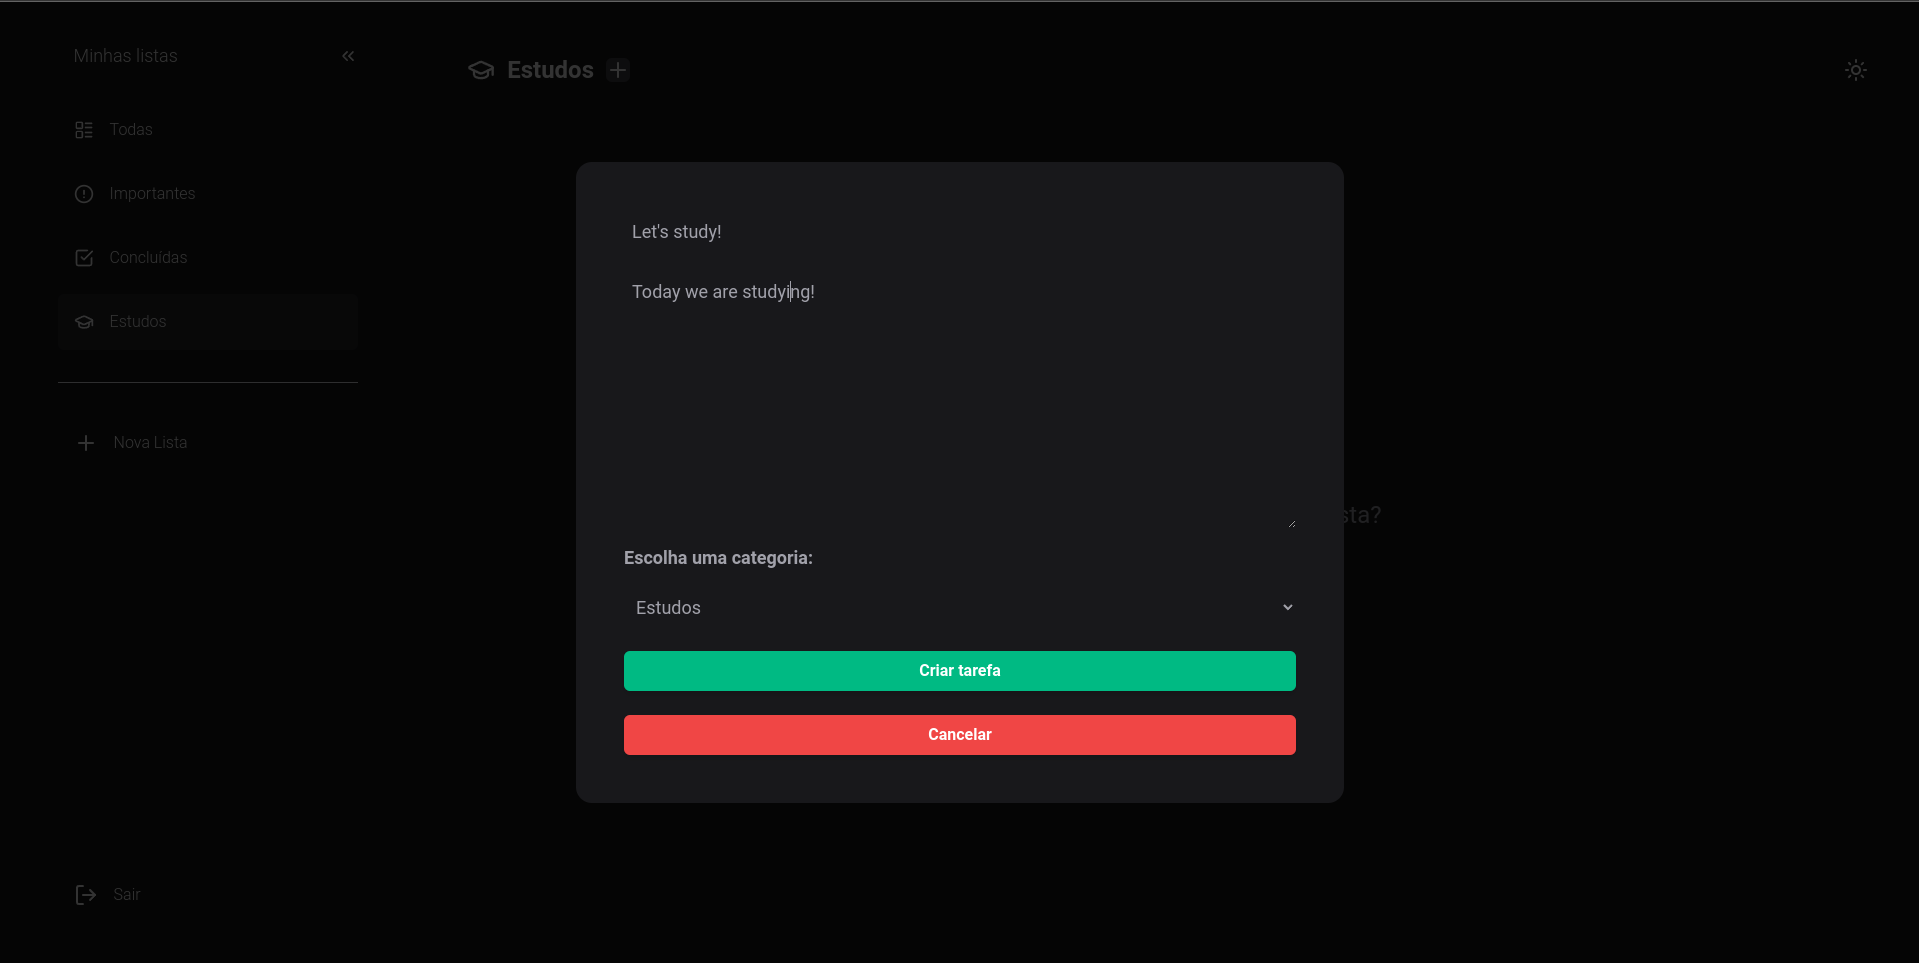 Minhas listas
Todas
Importantes
Concluídas
Estudos
Nova Lista
Sair
Estudos
Let's study!
Today we are studying!
Escolha uma categoria:
Estudos
Criar tarefa
Cancelar